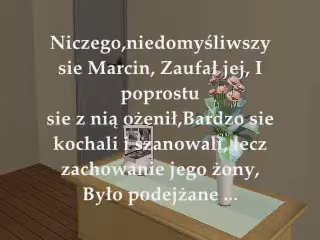 Niczego,niedomyśliwszy
sie Marcin, Zaufał jej, I
poprostu
sie z nią ożenił,Bardzo sie
kochali i szanowali, lecz
zachowanie jego żony,
Było podejżane ...